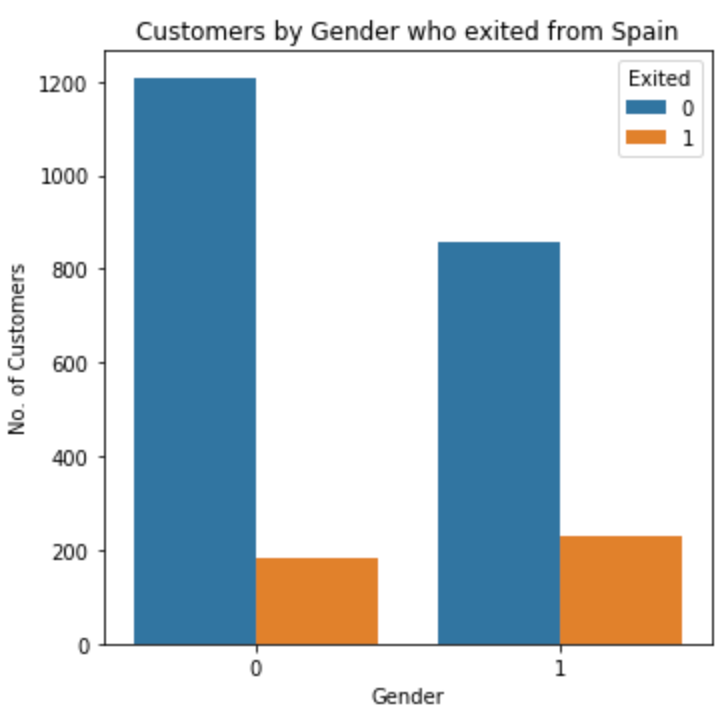 Customers by Gender who exited from Spain
Exited
0
1
1200
1000
800
600
400
200
0
No. of Customers
0 1
Gender